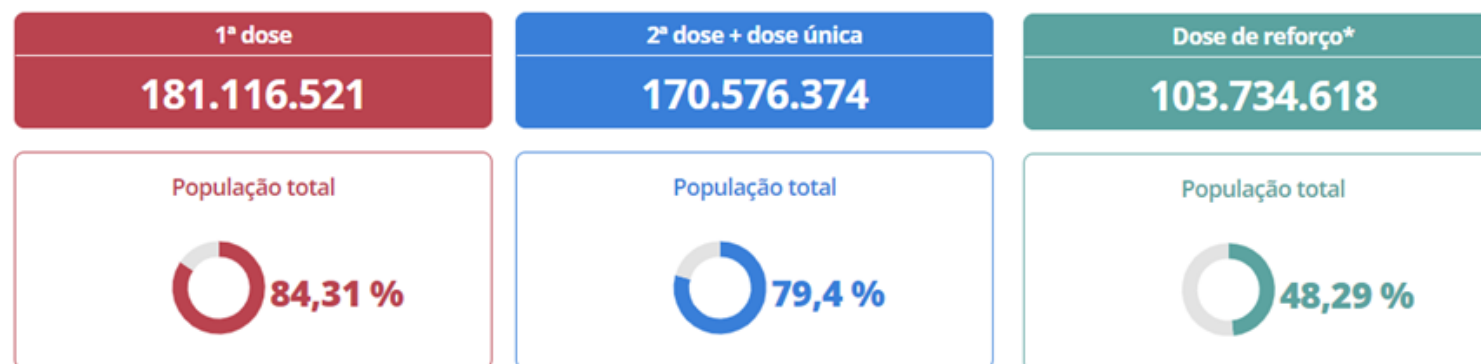 1ª dose
181.116.521
População total
84,31 %
2ª dose + dose única
170.576.374
População total
79,4 %
Dose de reforço*
103.734.618
População total
48,29 %